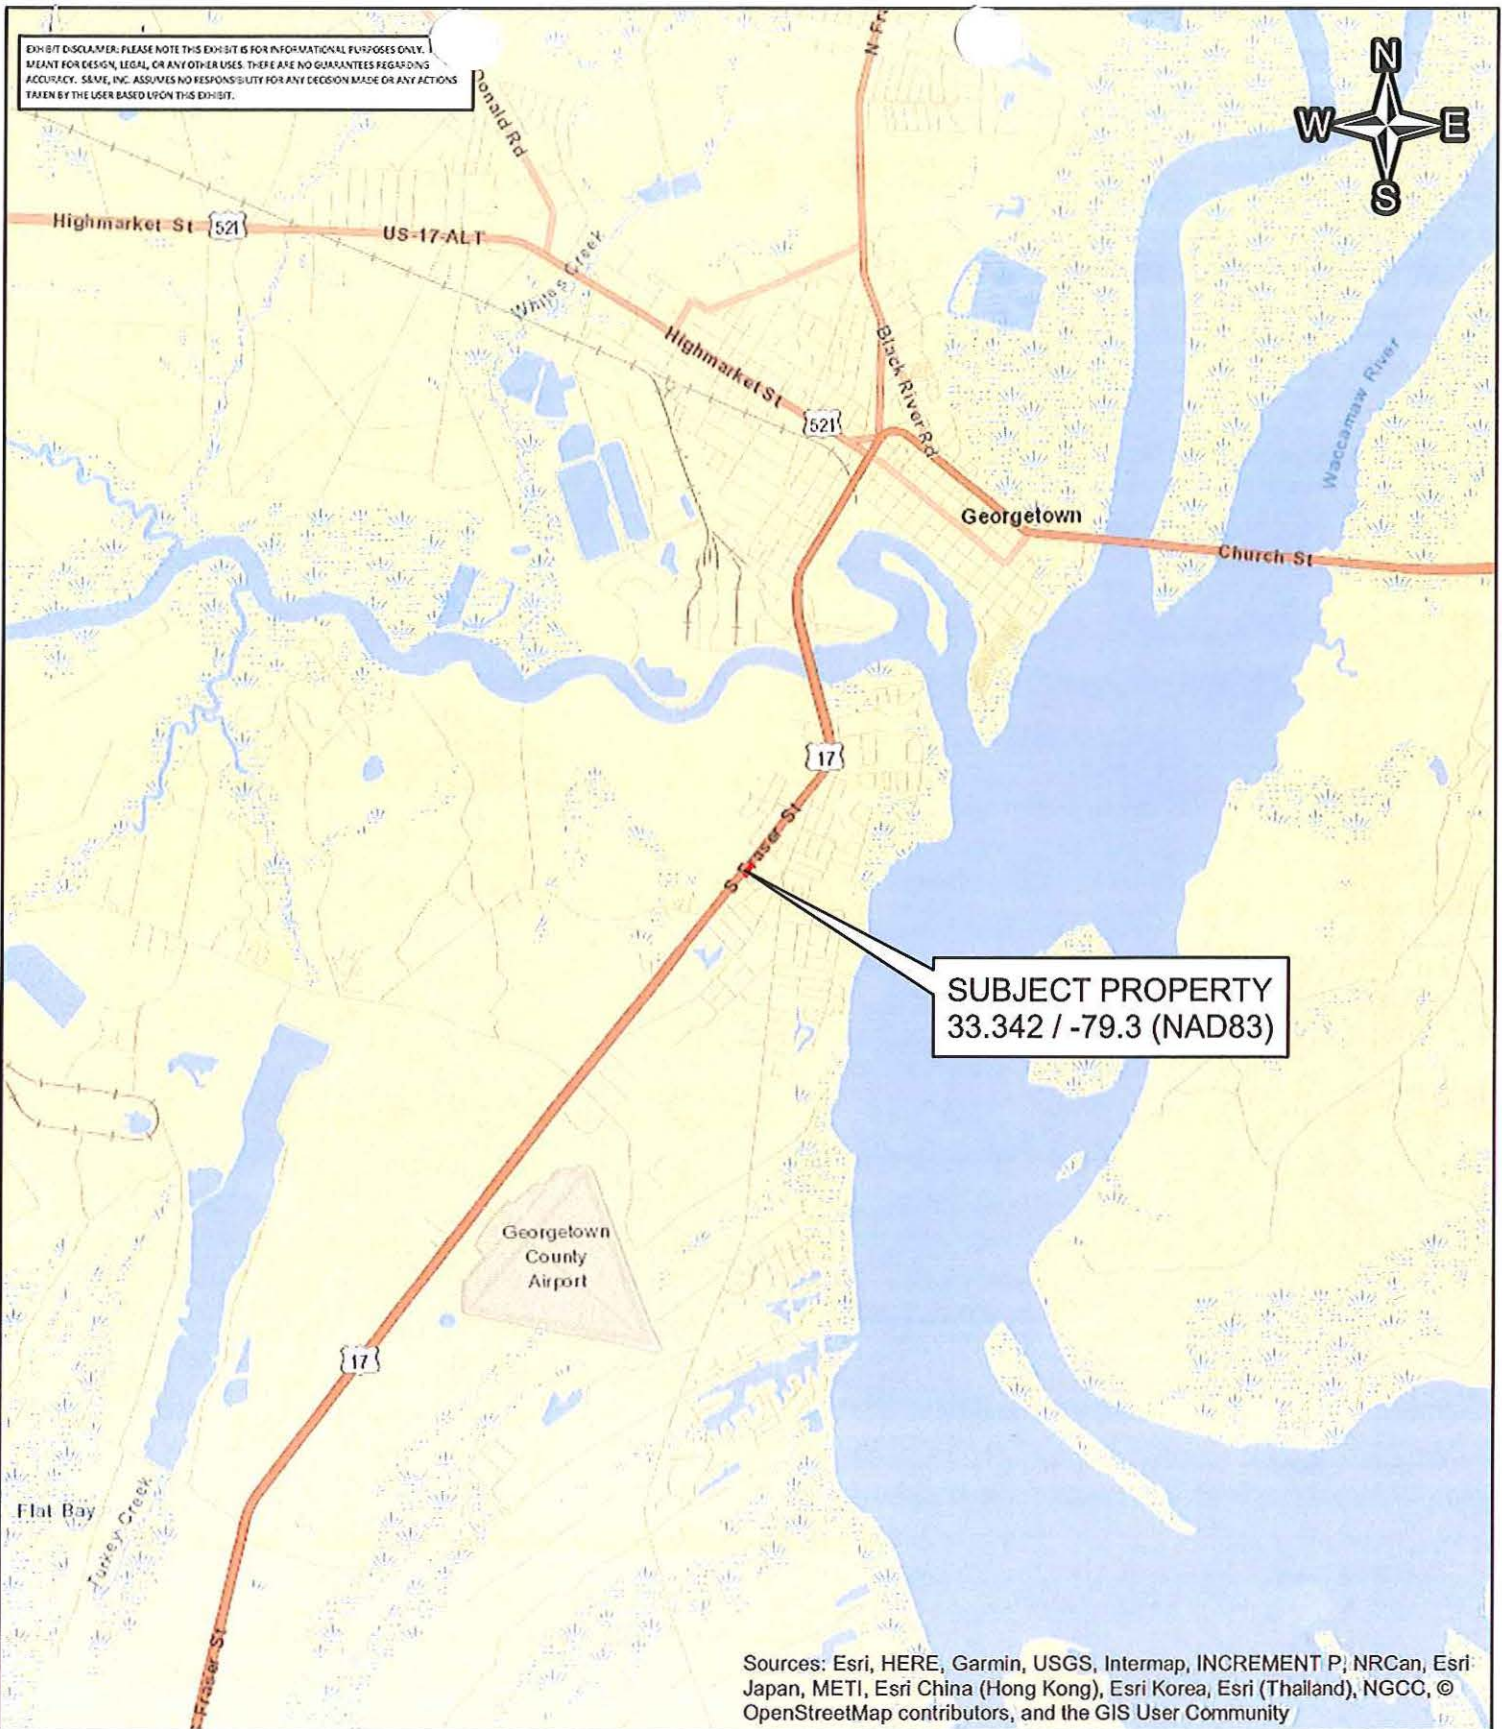 EXHIBIT DISCLAIMER: PLEASE NOTE THIS EXHIBIT IS FOR INFORMATIONAL PURPOSES ONLY.
MEANT FOR DESIGN, LEGAL, OR ANY OTHER USES. THERE ARE NO GUARANTEES REGARDING
ACCURACY. S&ME, INC. ASSUMES NO RESPONSIBILITY FOR ANY DECISION MADE OR ANY ACTIONS
TAKEN BY THE USER BASED UPON THIS EXHIBIT.
N
W E
S
onald Rd
N Fr
Highmarket St
521
US-17-ALT
Whites Creek
Highmarket St
521
Black River Rd
Waccamaw River
Georgetown
Church St
17
S Fraser St
SUBJECT PROPERTY
33.342 / -79.3 (NAD83)
Georgetown
County
Airport
17
Flat Bay
Turkey Creek
Fraser St
Sources: Esri, HERE, Garmin, USGS, Intermap, INCREMENT P, NRCan, Esri
Japan, METI, Esri China (Hong Kong), Esri Korea, Esri (Thailand), NGCC, ©
OpenStreetMap contributors, and the GIS User Community